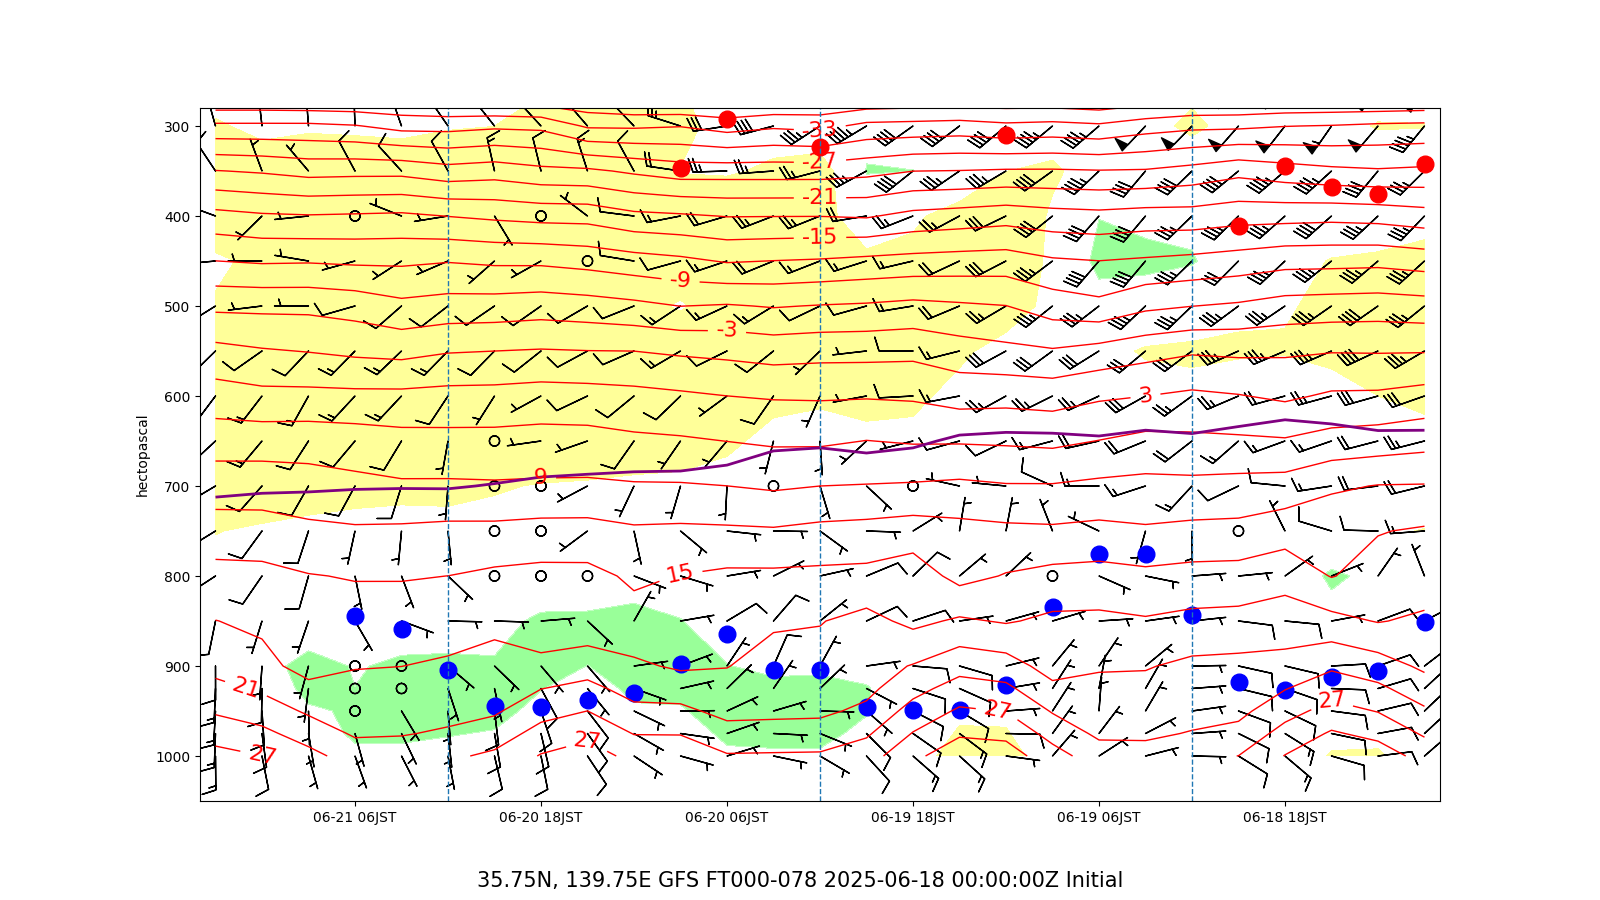 300
400
500
600
700
800
900
1000
hectopascal
-33
-27
-21
-15
-9
-3
3
9
15
21
27
27
27
27
06-21 06JST
06-20 18JST
06-20 06JST
06-19 18JST
06-19 06JST
06-18 18JST
35.75N, 139.75E GFS FT000-078 2025-06-18 00:00:00Z Initial